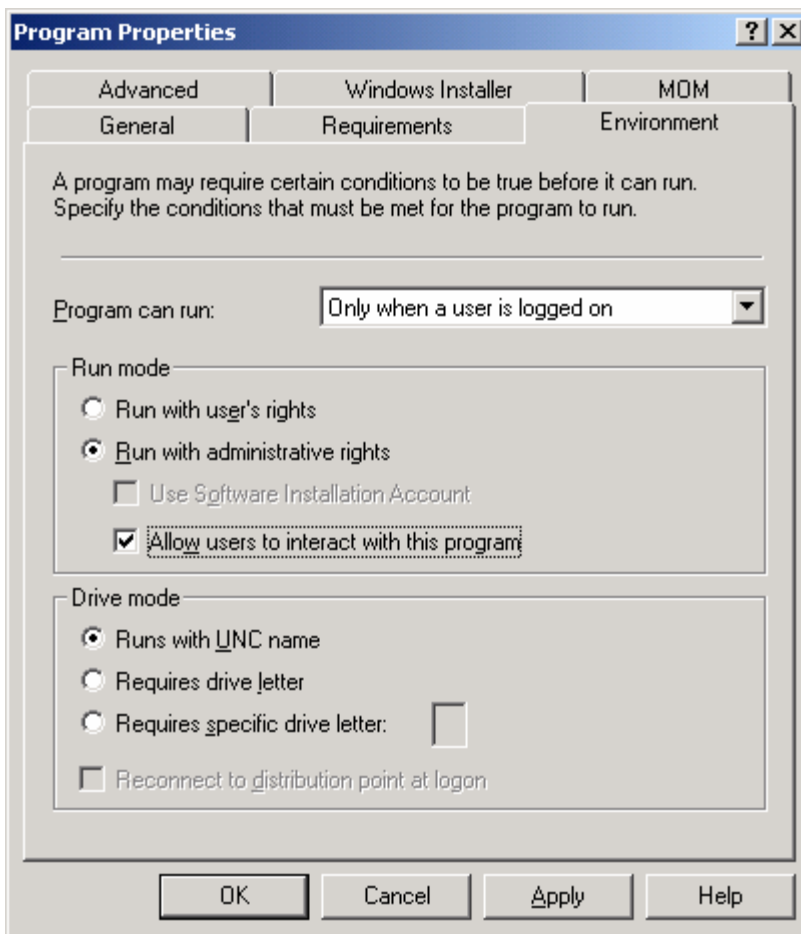 Program Properties
Advanced Windows Installer MOM
General Requirements Environment
A program may require certain conditions to be true before it can run.
Specify the conditions that must be met for the program to run.
Program can run: Only when a user is logged on
Run mode
Run with user's rights
Run with administrative rights
Use Software Installation Account
Allow users to interact with this program
Drive mode
Runs with UNC name
Requires drive letter
Requires specific drive letter:
Reconnect to distribution point at logon
OK Cancel Apply Help